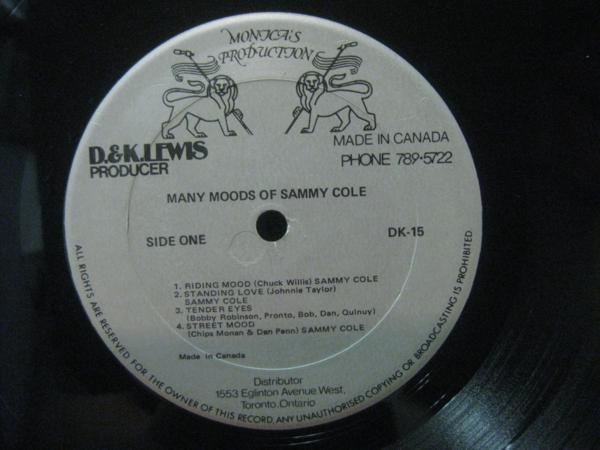 MONICA'S
PRODUCTION
D.&K.LEWIS
PRODUCER
MADE IN CANADA
PHONE 789-5722
MANY MOODS OF SAMMY COLE
SIDE ONE
DK-15
1. RIDING MOOD (Chuck Willis) SAMMY COLE
2. STANDING LOVE (Johnnie Taylor)
SAMMY COLE
3. TENDER EYES
(Bobby Robinson, Pronto, Bob, Dan, Quinuy)
4. STREET MOOD
(Chips Monan & Dan Penn) SAMMY COLE
Made in Canada
Distributor
1553 Eglinton Avenue West,
Toronto,Ontario
ALL RIGHTS ARE RESERVED FOR THE OWNER OF THIS RECORD, ANY UNAUTHORISED COPYING OR BROADCASTING IS PROHIBITED.